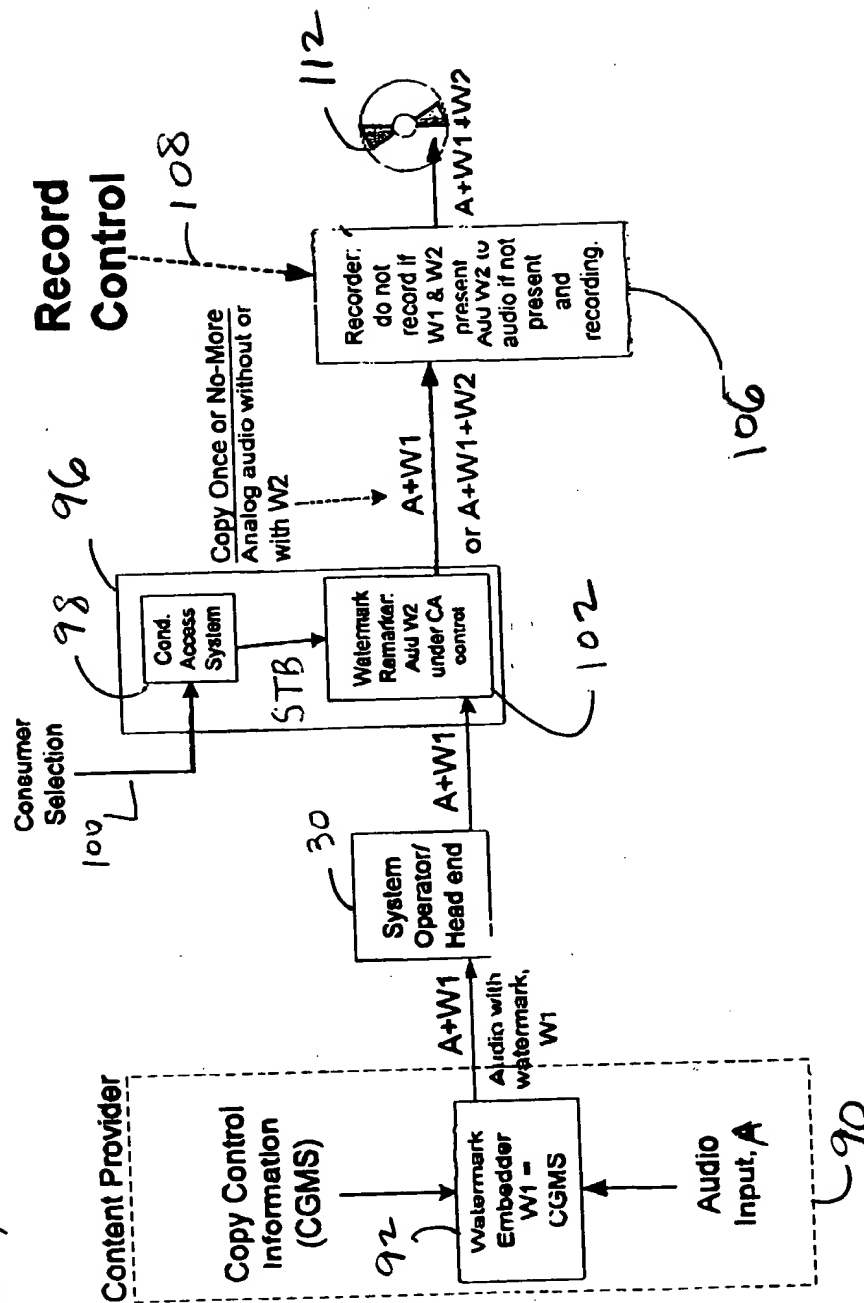 Content Provider
Copy Control
Information
(CGMS)
92
Watermark
Embedder
W1 =
CGMS
Audio
Input, A
90
A+W1
Audio with
watermark,
W1
30
System
Operator/
Head end
A+W1
Consumer
Selection
100
98
96
Cond.
Access
System
STB
Watermark
Remarker:
Add W2
under CA
control
102
Copy Once or No-More
Analog audio without or
with W2
A+W1
or A+W1+W2
Record
Control
108
Recorder:
do not
record if
W1 & W2
present
Add W2 to
audio if not
present
and
recording.
106
A+W1+W2
112